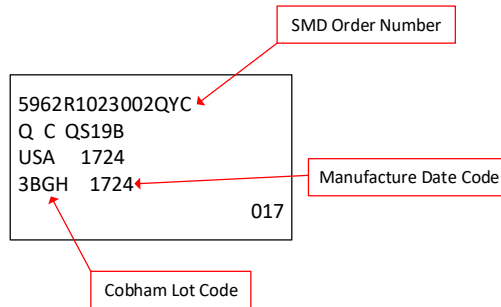 SMD Order Number
5962R1023002QYC
Q C QS19B
USA 1724
3BGH 1724
Manufacture Date Code
017
Cobham Lot Code